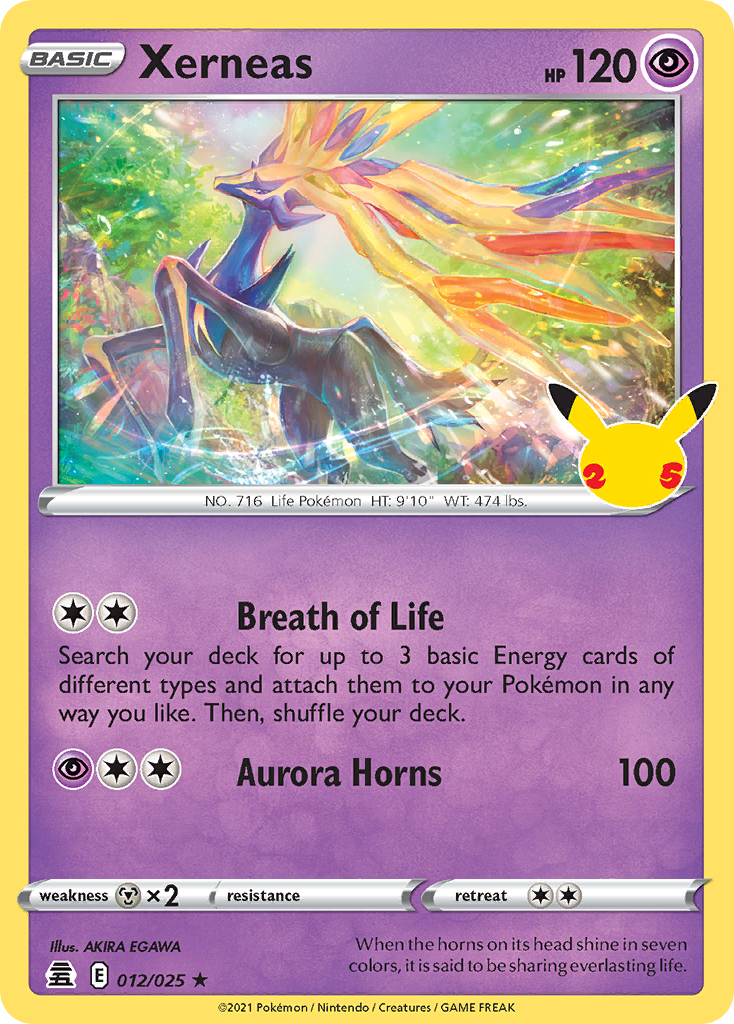 BASIC Xerneas HP 120
25
NO. 716 Life Pokémon HT: 9'10" WT: 474 lbs.
Breath of Life
Search your deck for up to 3 basic Energy cards of
different types and attach them to your Pokémon in any
way you like. Then, shuffle your deck.
Aurora Horns 100
weakness ×2 resistance retreat
Illus. AKIRA EGAWA
When the horns on its head shine in seven
colors, it is said to be sharing everlasting life.
E 012/025 ★
©2021 Pokémon / Nintendo / Creatures / GAME FREAK